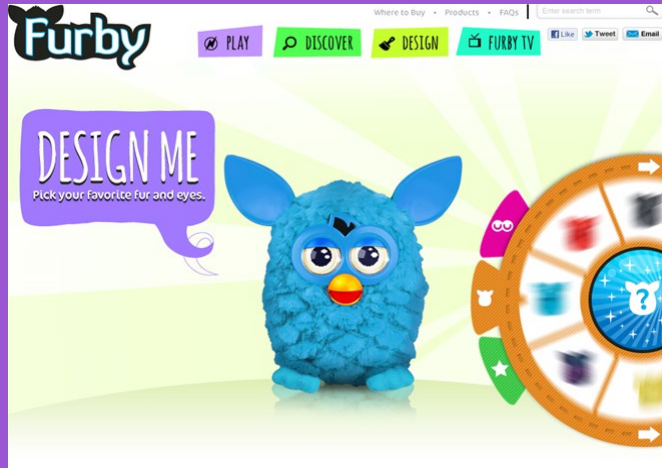 Where to Buy • Products • FAQs
Enter search term
Furby
PLAY
DISCOVER
DESIGN
FURBY TV
Like
Tweet
Email
DESIGN ME
Pick your favorite fur and eyes.
?